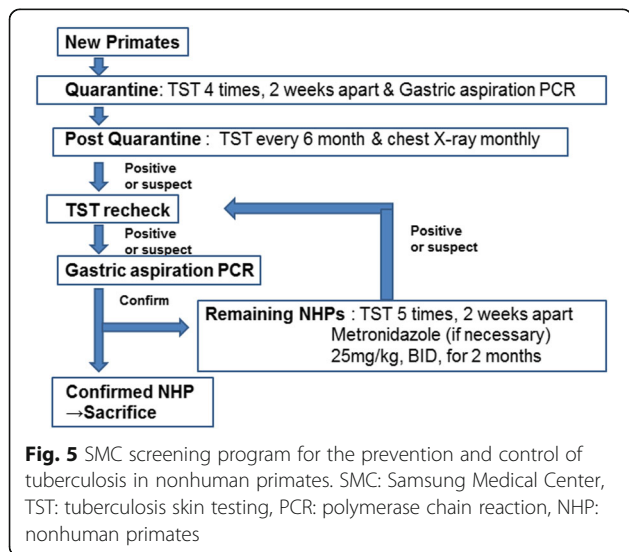 New Primates
Quarantine: TST 4 times, 2 weeks apart & Gastric aspiration PCR
Post Quarantine : TST every 6 month & chest X-ray monthly
Positive
or suspect
TST recheck
Positive
or suspect
Positive
or suspect
Gastric aspiration PCR
Confirm
Remaining NHPs : TST 5 times, 2 weeks apart
Metronidazole (if necessary)
25mg/kg, BID, for 2 months
Confirmed NHP
→Sacrifice
Fig. 5 SMC screening program for the prevention and control of
tuberculosis in nonhuman primates. SMC: Samsung Medical Center,
TST: tuberculosis skin testing, PCR: polymerase chain reaction, NHP:
nonhuman primates